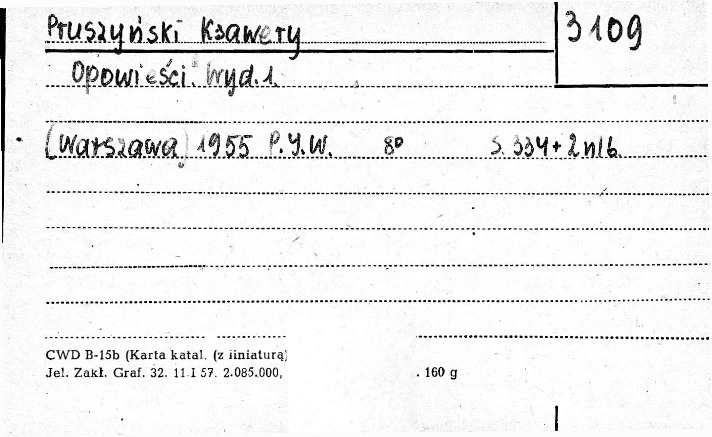 Pruszyński Ksawery
3109
Opowieści. Wyd. 1.
[Warszawa] 1955 P.I.W. 8° S. 334 + 2 nlb.
CWD B-15b (Karta katal. (z iiniaturą)
Jel. Zakł. Graf. 32. 11 I 57. 2.085.000, . 160 g